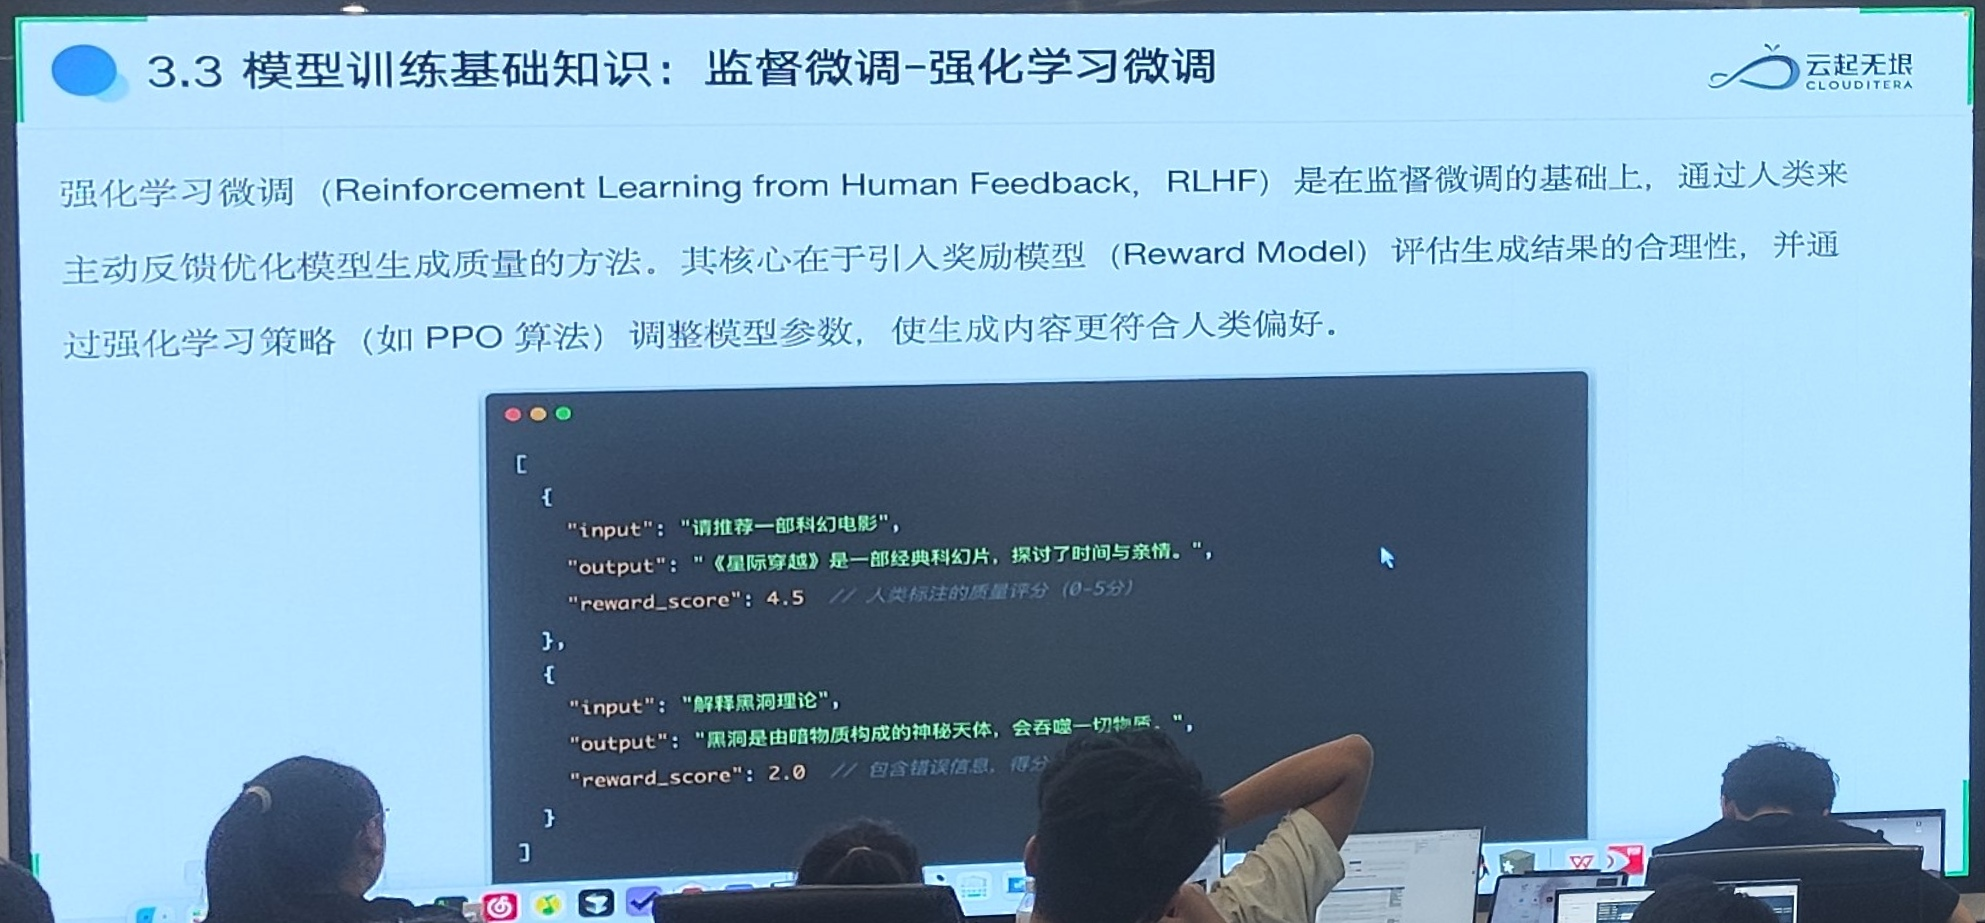 3.3 模型训练基础知识：监督微调-强化学习微调
云起无垠
CLOUDITERA
强化学习微调（Reinforcement Learning from Human Feedback，RLHF）是在监督微调的基础上，通过人类来
主动反馈优化模型生成质量的方法。其核心在于引入奖励模型（Reward Model）评估生成结果的合理性，并通
过强化学习策略（如 PPO 算法）调整模型参数，使生成内容更符合人类偏好。
[
{
"input": "请推荐一部科幻电影",
"output": "《星际穿越》是一部经典科幻片，探讨了时间与亲情。",
"reward_score": 4.5 // 人类标注的质量评分（0-5分）
},
{
"input": "解释黑洞理论",
"output": "黑洞是由暗物质构成的神秘天体，会吞噬一切物质。",
"reward_score": 2.0 // 包含错误信息，得分
}
]